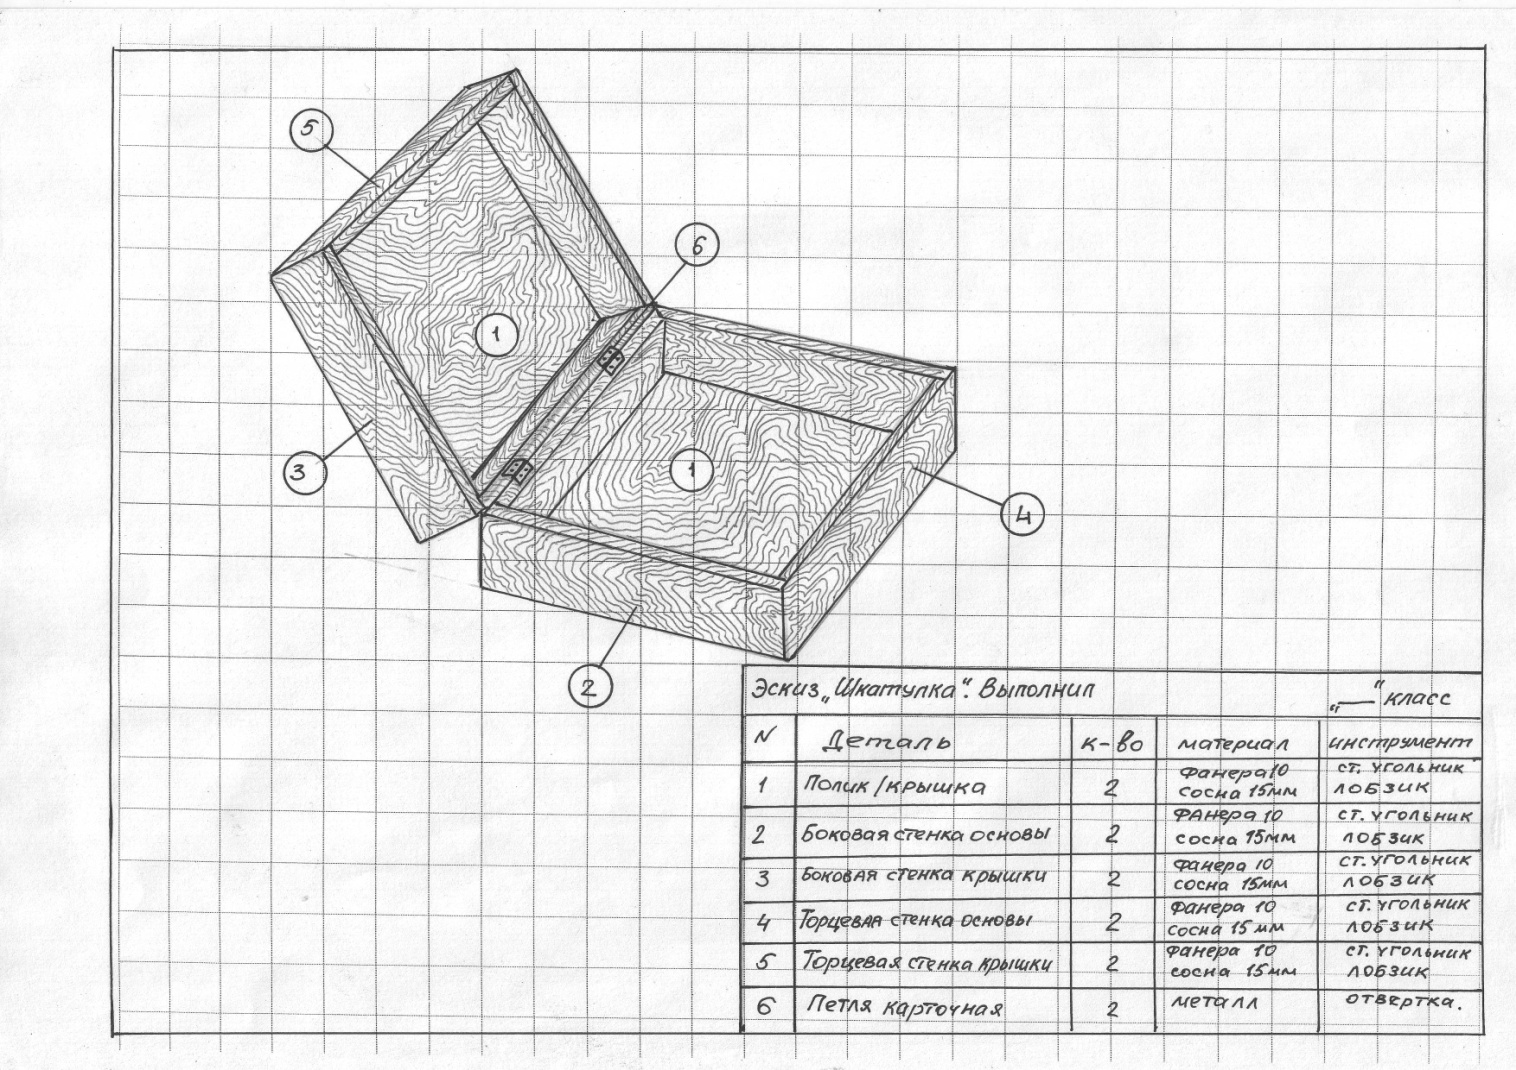 5
6
1
3
1
4
2
Эскиз „Шкатулка“. Выполнил „__“ класс
N Деталь к-во материал инструмент
1 Полик/крышка 2 Фанера 10 сосна 15мм ст. угольник лобзик
2 Боковая стенка основы 2 Фанера 10 сосна 15мм ст. угольник лобзик
3 Боковая стенка крышки 2 Фанера 10 сосна 15мм ст. угольник лобзик
4 Торцевая стенка основы 2 Фанера 10 сосна 15мм ст. угольник лобзик
5 Торцевая стенка крышки 2 Фанера 10 сосна 15мм ст. угольник лобзик
6 Петля карточная 2 металл отвертка.